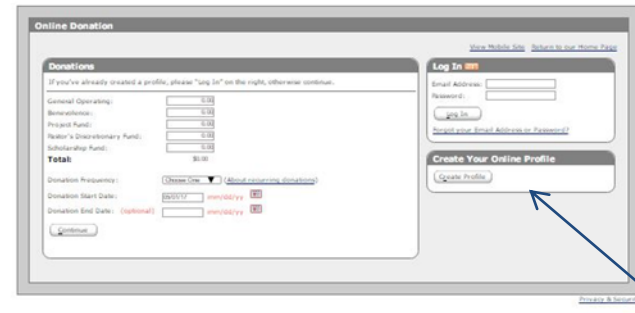 Online Donation
View Mobile Site Return to our Home Page
Donations
If you've already created a profile, please "Log In" on the right, otherwise continue.
General Operating: 0.00
Benevolence: 0.00
Project Fund: 0.00
Pastor's Discretionary Fund: 0.00
Scholarship Fund: 0.00
Total: $0.00
Donation Frequency: Choose One (About recurring donations)
Donation Start Date: mm/dd/yy
Donation End Date: (optional) mm/dd/yy
Continue
Log In
Email Address:
Password:
Log In
Forgot your Email Address or Password?
Create Your Online Profile
Create Profile
Privacy & Securit